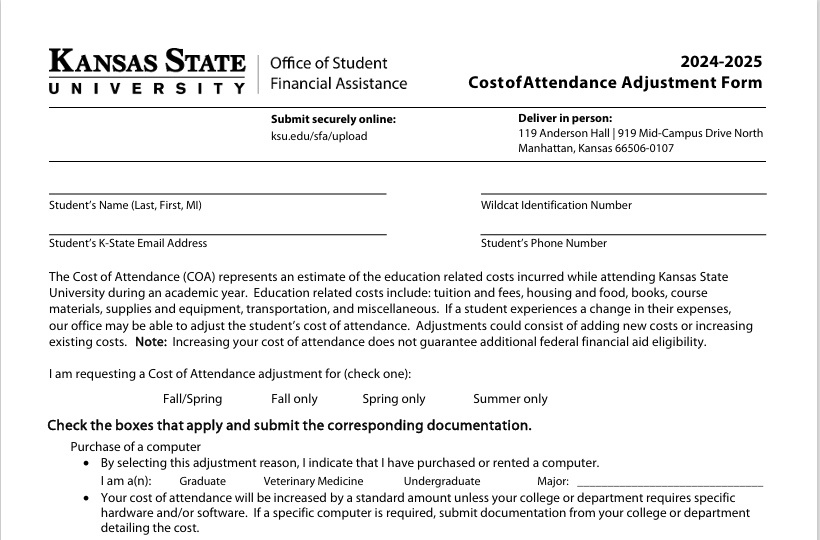 KANSAS STATE
UNIVERSITY
Office of Student
Financial Assistance
2024-2025
CostofAttendance Adjustment Form
Submit securely online:
ksu.edu/sfa/upload
Deliver in person:
119 Anderson Hall | 919 Mid-Campus Drive North
Manhattan, Kansas 66506-0107
Student's Name (Last, First, MI)
Wildcat Identification Number
Student's K-State Email Address
Student's Phone Number
The Cost of Attendance (COA) represents an estimate of the education related costs incurred while attending Kansas State
University during an academic year.  Education related costs include: tuition and fees, housing and food, books, course
materials, supplies and equipment, transportation, and miscellaneous.  If a student experiences a change in their expenses,
our office may be able to adjust the student's cost of attendance.  Adjustments could consist of adding new costs or increasing
existing costs.  Note:  Increasing your cost of attendance does not guarantee additional federal financial aid eligibility.
I am requesting a Cost of Attendance adjustment for (check one):
Fall/Spring Fall only Spring only Summer only
Check the boxes that apply and submit the corresponding documentation.
Purchase of a computer
• By selecting this adjustment reason, I indicate that I have purchased or rented a computer.
I am a(n): Graduate Veterinary Medicine Undergraduate Major: ______________________________
• Your cost of attendance will be increased by a standard amount unless your college or department requires specific
hardware and/or software.  If a specific computer is required, submit documentation from your college or department
detailing the cost.